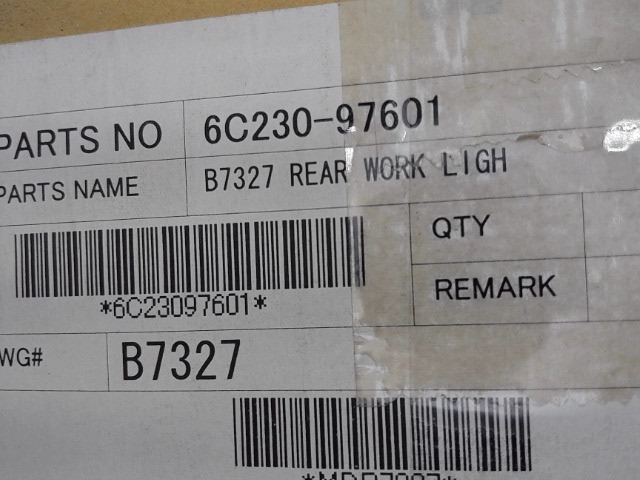 PARTS NO 6C230-97601
PARTS NAME B7327 REAR WORK LIGH
QTY
*6C23097601*
REMARK
WG# B7327